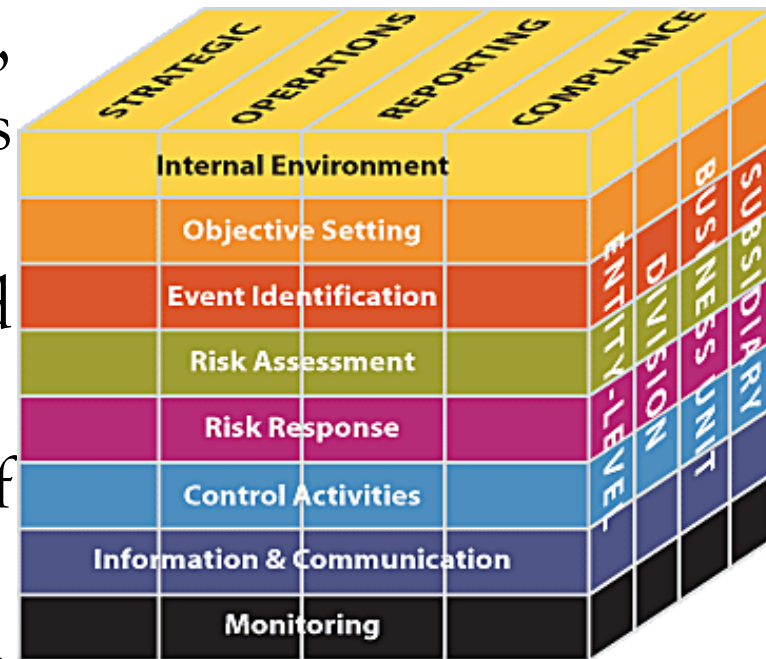 ,
s
d
f
STRATEGIC
OPERATIONS
REPORTING
COMPLIANCE
Internal Environment
Objective Setting
Event Identification
Risk Assessment
Risk Response
Control Activities
Information & Communication
Monitoring
ENTITY-LEVEL
DIVISION
BUSINESS UNIT
SUBSIDIARY